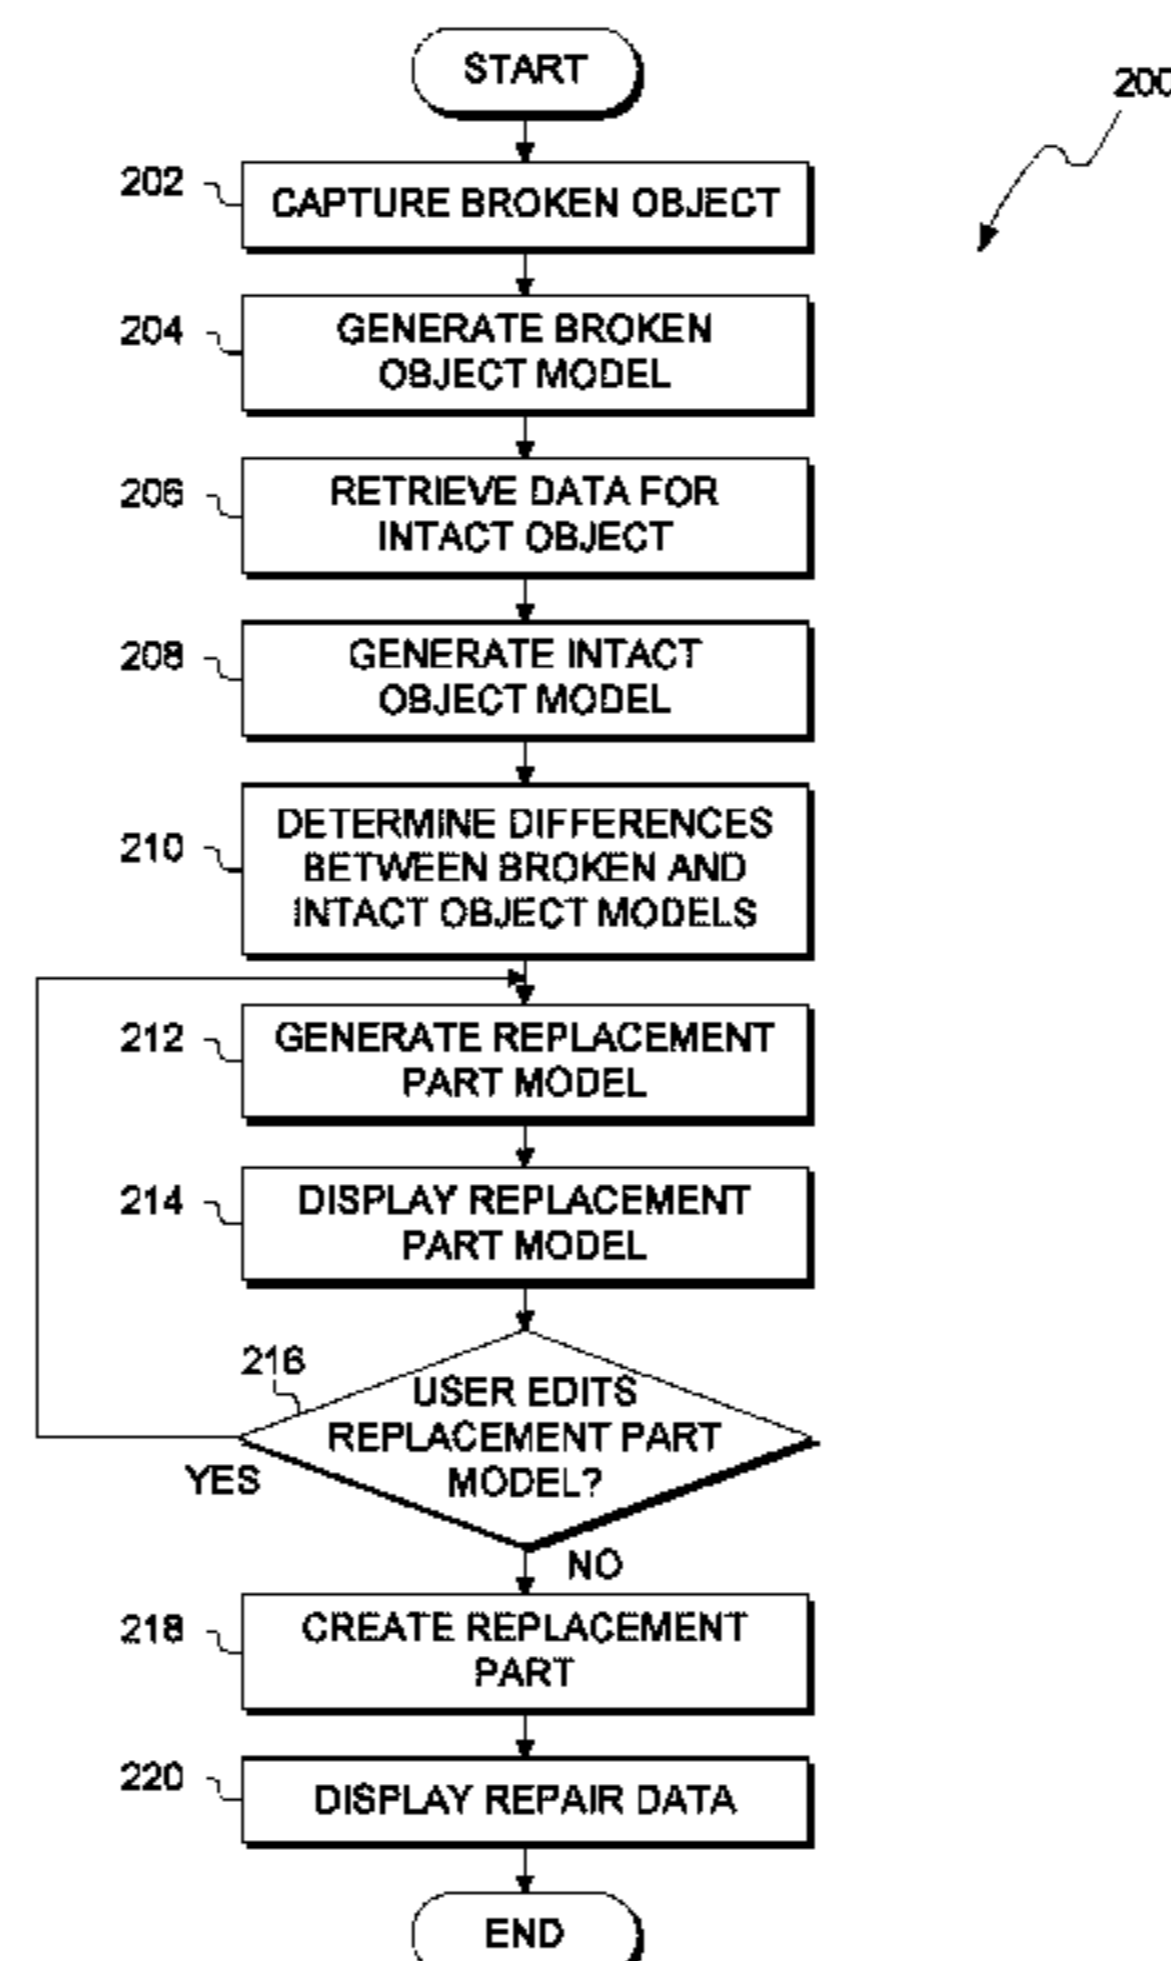 START
200
202
CAPTURE BROKEN OBJECT
204
GENERATE BROKEN
OBJECT MODEL
206
RETRIEVE DATA FOR
INTACT OBJECT
208
GENERATE INTACT
OBJECT MODEL
210
DETERMINE DIFFERENCES
BETWEEN BROKEN AND
INTACT OBJECT MODELS
212
GENERATE REPLACEMENT
PART MODEL
214
DISPLAY REPLACEMENT
PART MODEL
216
USER EDITS
REPLACEMENT PART
MODEL?
YES
NO
218
CREATE REPLACEMENT
PART
220
DISPLAY REPAIR DATA
END